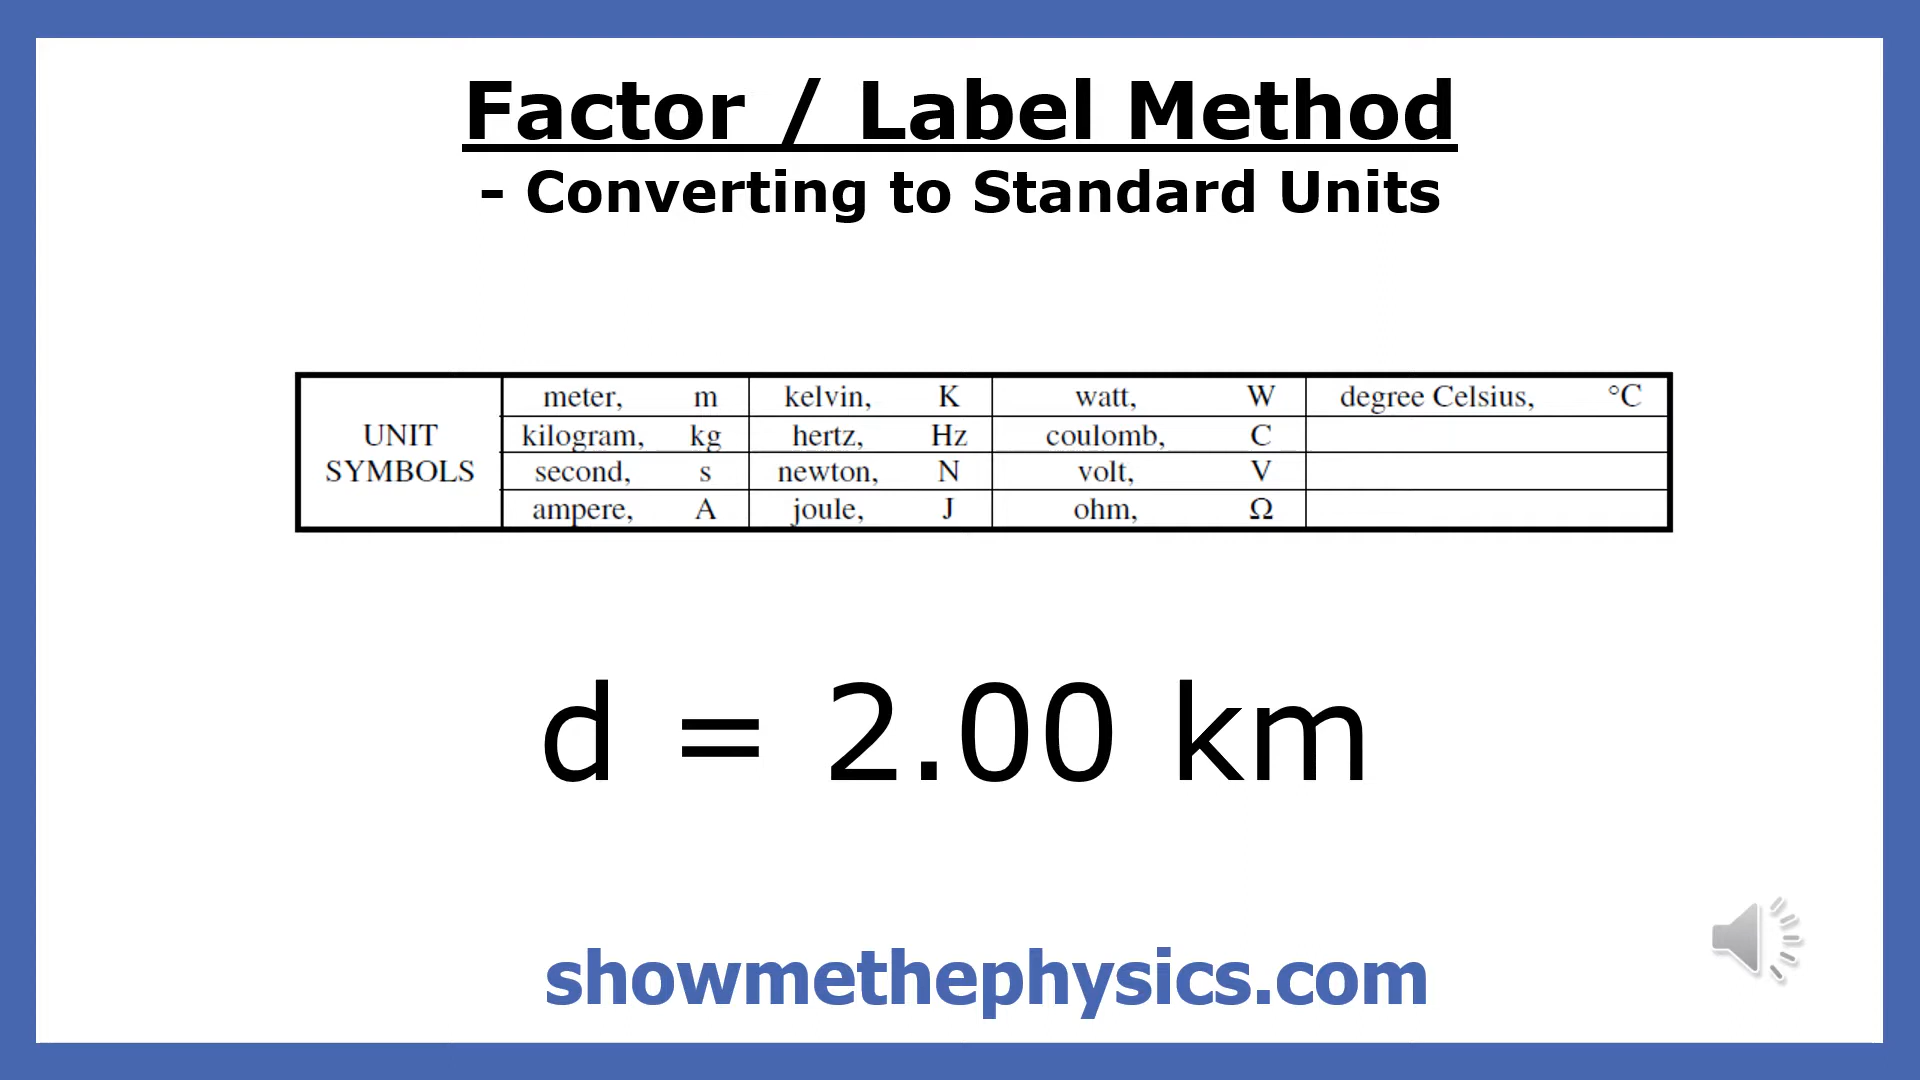 Factor / Label Method
- Converting to Standard Units
UNIT SYMBOLS
meter, m kelvin, K watt, W degree Celsius, °C
kilogram, kg hertz, Hz coulomb, C
second, s newton, N volt, V
ampere, A joule, J ohm, Ω
d = 2.00 km
showmethephysics.com